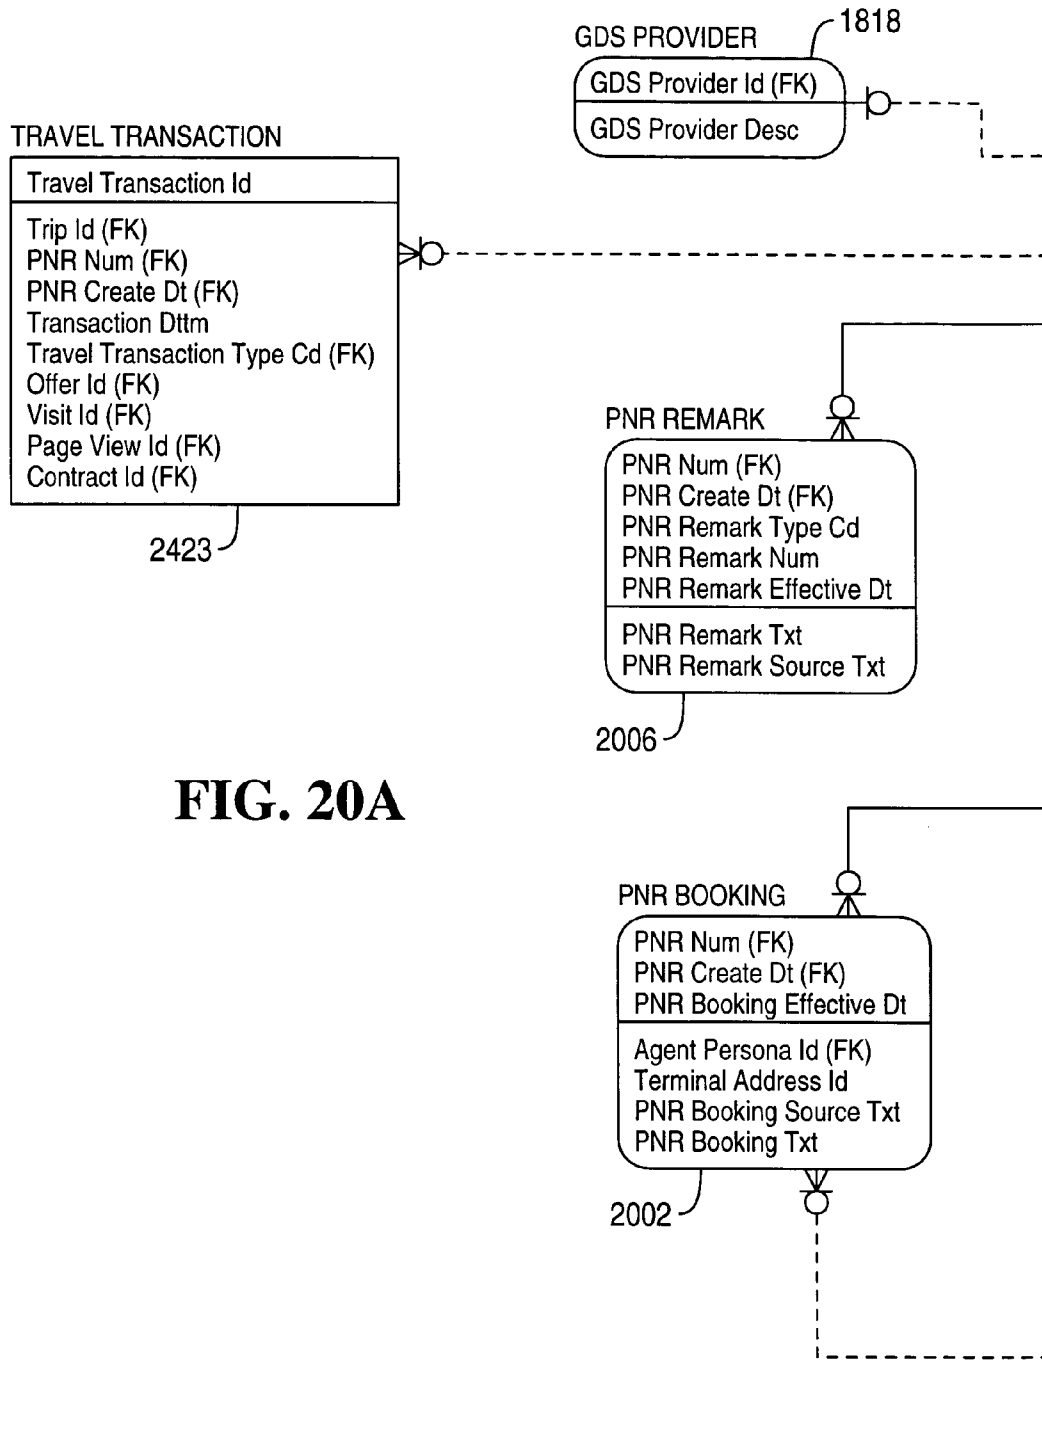 1818
GDS PROVIDER
GDS Provider Id (FK)
GDS Provider Desc
TRAVEL TRANSACTION
Travel Transaction Id
Trip Id (FK)
PNR Num (FK)
PNR Create Dt (FK)
Transaction Dttm
Travel Transaction Type Cd (FK)
Offer Id (FK)
Visit Id (FK)
Page View Id (FK)
Contract Id (FK)
2423
PNR REMARK
PNR Num (FK)
PNR Create Dt (FK)
PNR Remark Type Cd
PNR Remark Num
PNR Remark Effective Dt
PNR Remark Txt
PNR Remark Source Txt
2006
FIG. 20A
PNR BOOKING
PNR Num (FK)
PNR Create Dt (FK)
PNR Booking Effective Dt
Agent Persona Id (FK)
Terminal Address Id
PNR Booking Source Txt
PNR Booking Txt
2002